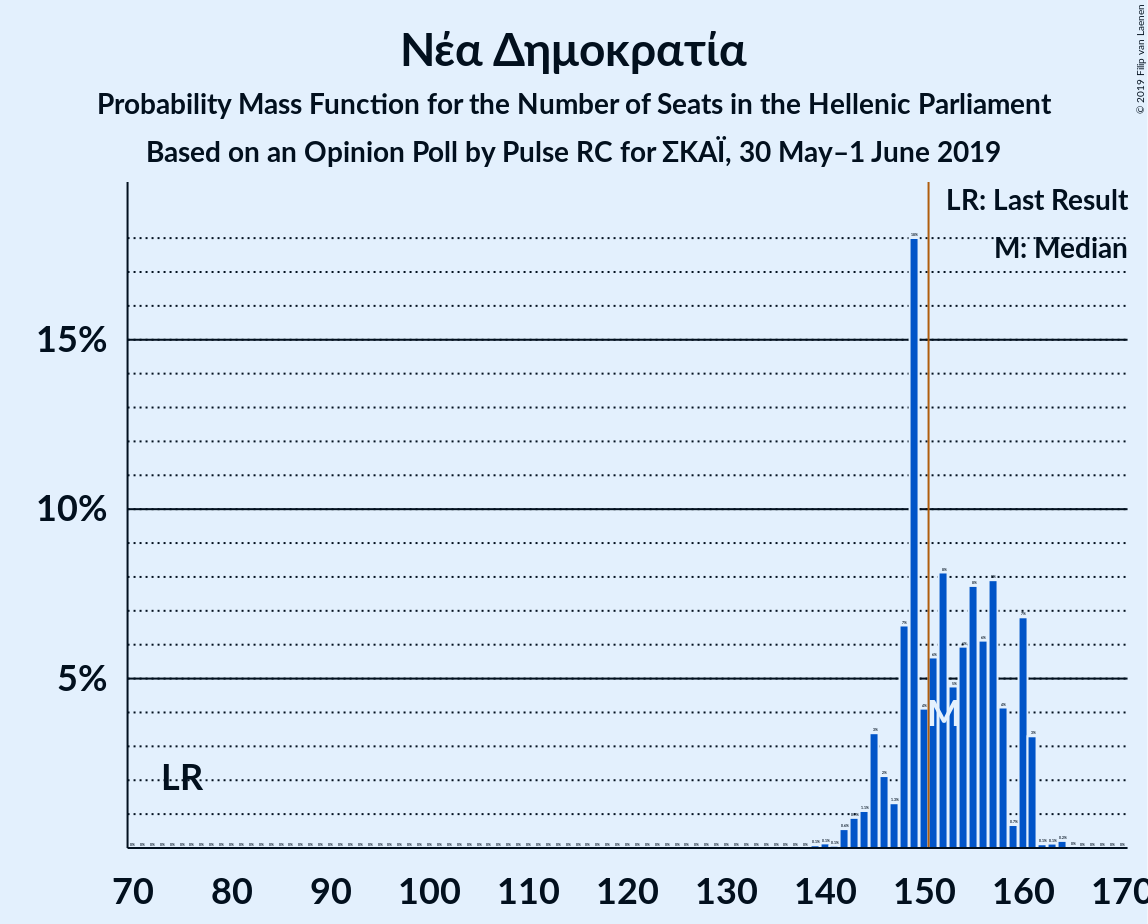 Νέα Δημοκρατία
Probability Mass Function for the Number of Seats in the Hellenic Parliament
Based on an Opinion Poll by Pulse RC for ΣΚΑΪ, 30 May–1 June 2019
© 2019 Filip van Laenen
LR: Last Result
M: Median
15%
10%
5%
LR
M
70 80 90 100 110 120 130 140 150 160 170